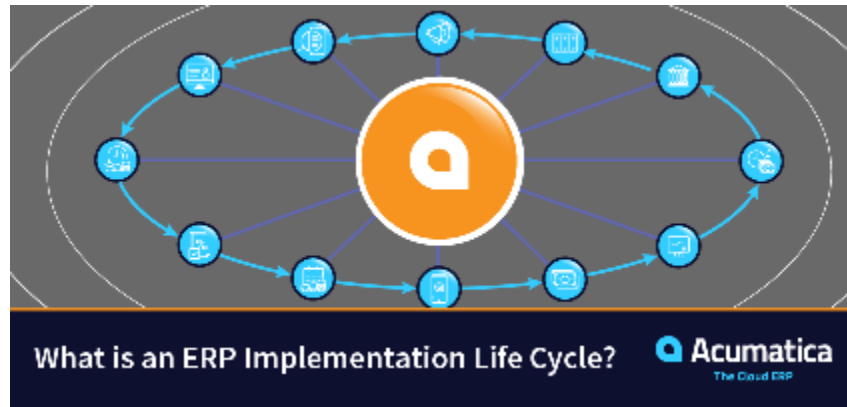 What is an ERP Implementation Life Cycle?
Acumatica
The Cloud ERP